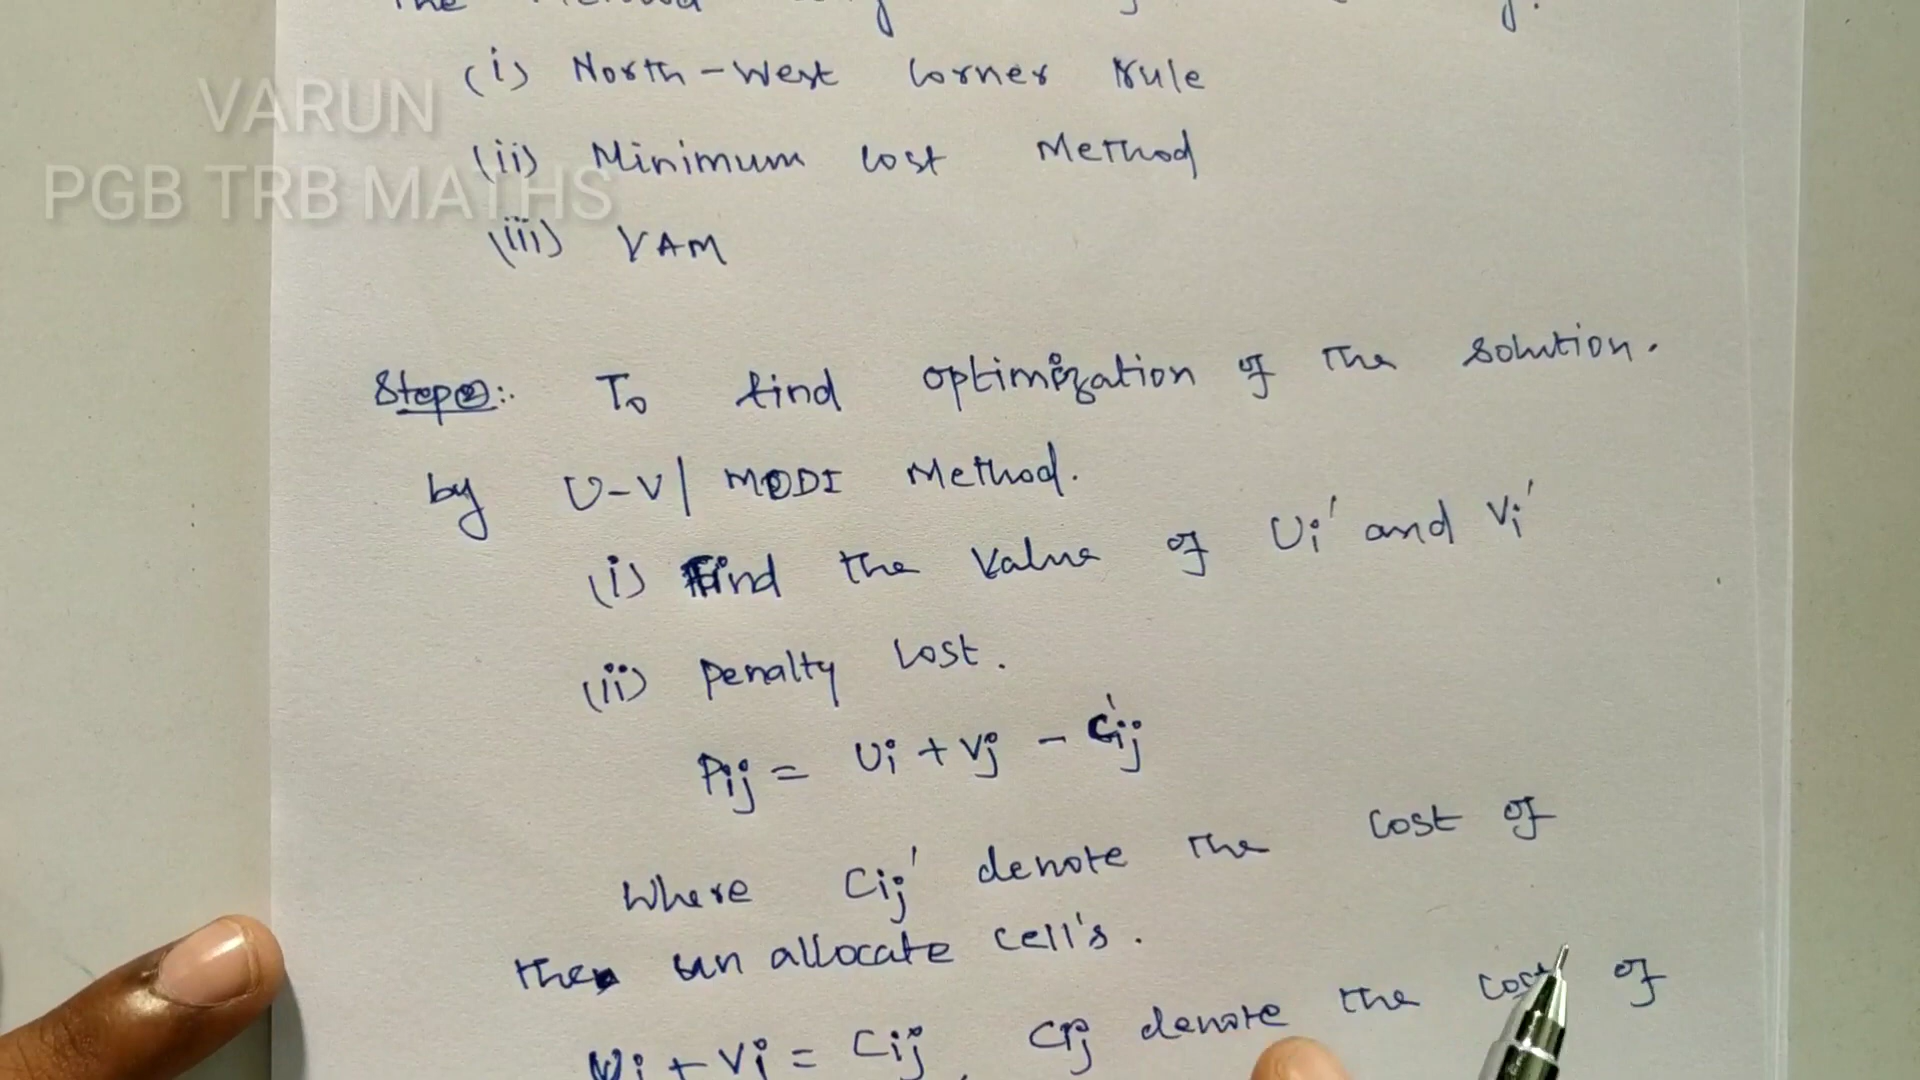 The Method
(i) North-West Corner Rule
VARUN
(ii) Minimum Cost Method
PGB TRB MATHS
(iii) VAM
Step②:. To find optimization of the solution.
by U-V/ MODI Method.
(i) Find the Value of Ui' and Vi'
(ii) Penalty Cost.
Pij = Ui + Vj - Cij'
Where Cij' denote the Cost of
the un allocate cell's.
Ui + Vi = Cij, Cij denote the cost of